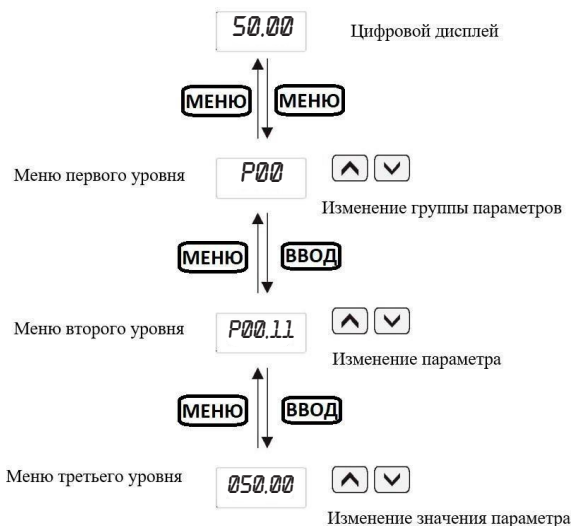 50.00
Цифровой дисплей
МЕНЮ МЕНЮ
Меню первого уровня
P00
Изменение группы параметров
МЕНЮ ВВОД
Меню второго уровня
P00.11
Изменение параметра
МЕНЮ ВВОД
Меню третьего уровня
050.00
Изменение значения параметра